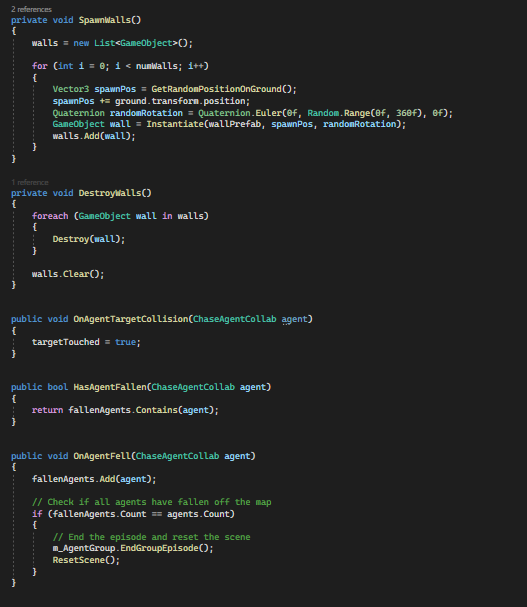 2 references
private void SpawnWalls()
{
walls = new List<GameObject>();
for (int i = 0; i < numWalls; i++)
{
Vector3 spawnPos = GetRandomPositionOnGround();
spawnPos += ground.transform.position;
Quaternion randomRotation = Quaternion.Euler(0f, Random.Range(0f, 360f), 0f);
GameObject wall = Instantiate(wallPrefab, spawnPos, randomRotation);
walls.Add(wall);
}
}
1 reference
private void DestroyWalls()
{
foreach (GameObject wall in walls)
{
Destroy(wall);
}
walls.Clear();
}
public void OnAgentTargetCollision(ChaseAgentCollab agent)
{
targetTouched = true;
}
public bool HasAgentFallen(ChaseAgentCollab agent)
{
return fallenAgents.Contains(agent);
}
public void OnAgentFell(ChaseAgentCollab agent)
{
fallenAgents.Add(agent);
// Check if all agents have fallen off the map
if (fallenAgents.Count == agents.Count)
{
// End the episode and reset the scene
m_AgentGroup.EndGroupEpisode();
ResetScene();
}
}